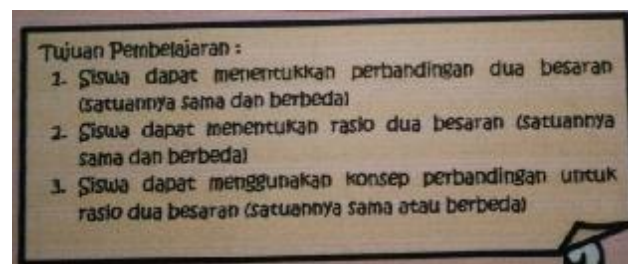 Tujuan Pembelajaran :
1. Siswa dapat menentukkan perbandingan dua besaran
(satuannya sama dan berbeda)
2. Siswa dapat menentukan rasio dua besaran (satuannya
sama dan berbeda)
3. Siswa dapat menggunakan konsep perbandingan untuk
rasio dua besaran (satuannya sama atau berbeda)